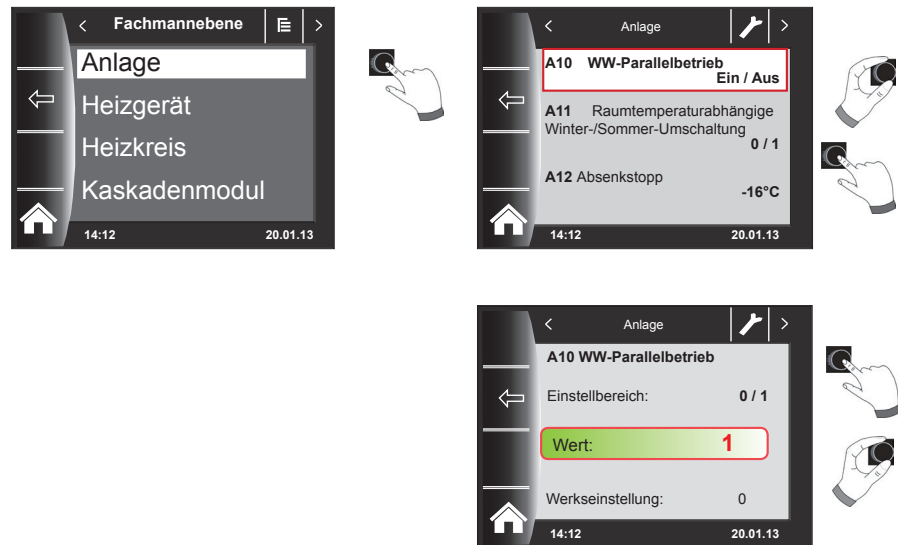 Fachmannebene
Anlage
Heizgerät
Heizkreis
Kaskadenmodul
14:12 20.01.13
Anlage
A10 WW-Parallelbetrieb
Ein / Aus
A11 Raumtemperaturabhängige
Winter-/Sommer-Umschaltung
0 / 1
A12 Absenkstopp
-16°C
14:12 20.01.13
Anlage
A10 WW-Parallelbetrieb
Einstellbereich: 0 / 1
Wert: 1
Werkseinstellung: 0
14:12 20.01.13